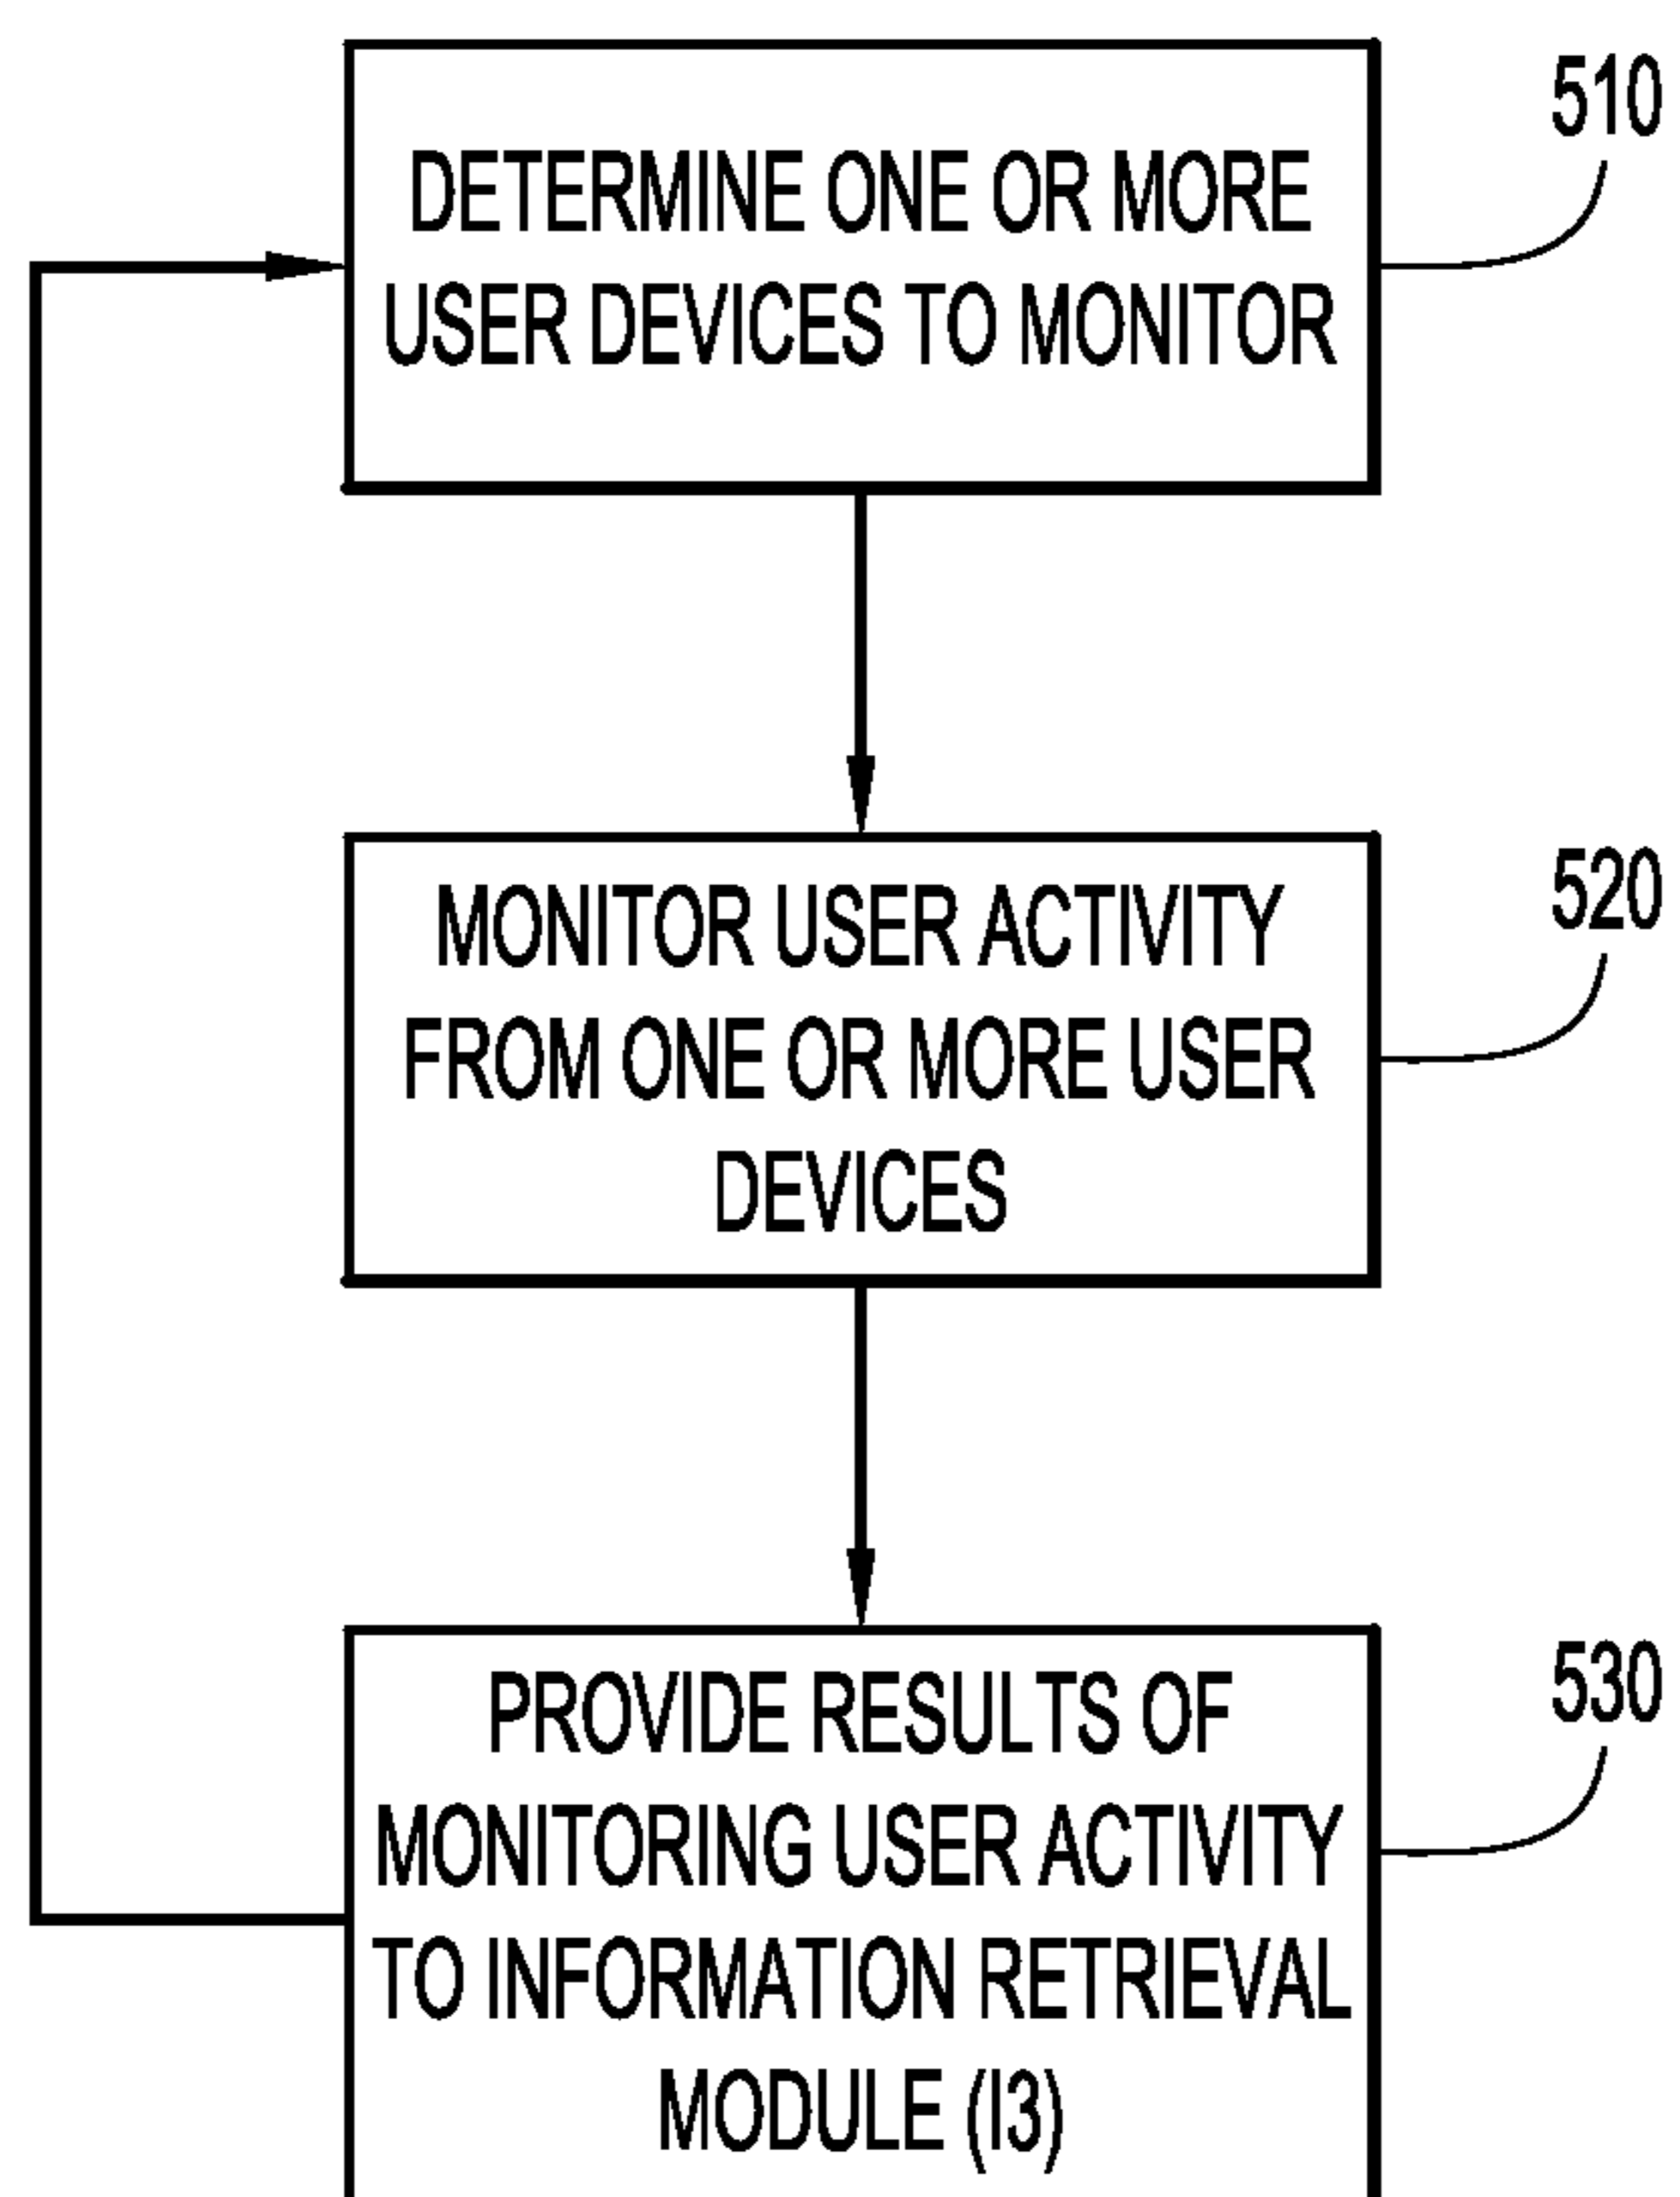 510
DETERMINE ONE OR MORE
USER DEVICES TO MONITOR
520
MONITOR USER ACTIVITY
FROM ONE OR MORE USER
DEVICES
530
PROVIDE RESULTS OF
MONITORING USER ACTIVITY
TO INFORMATION RETRIEVAL
MODULE (I3)